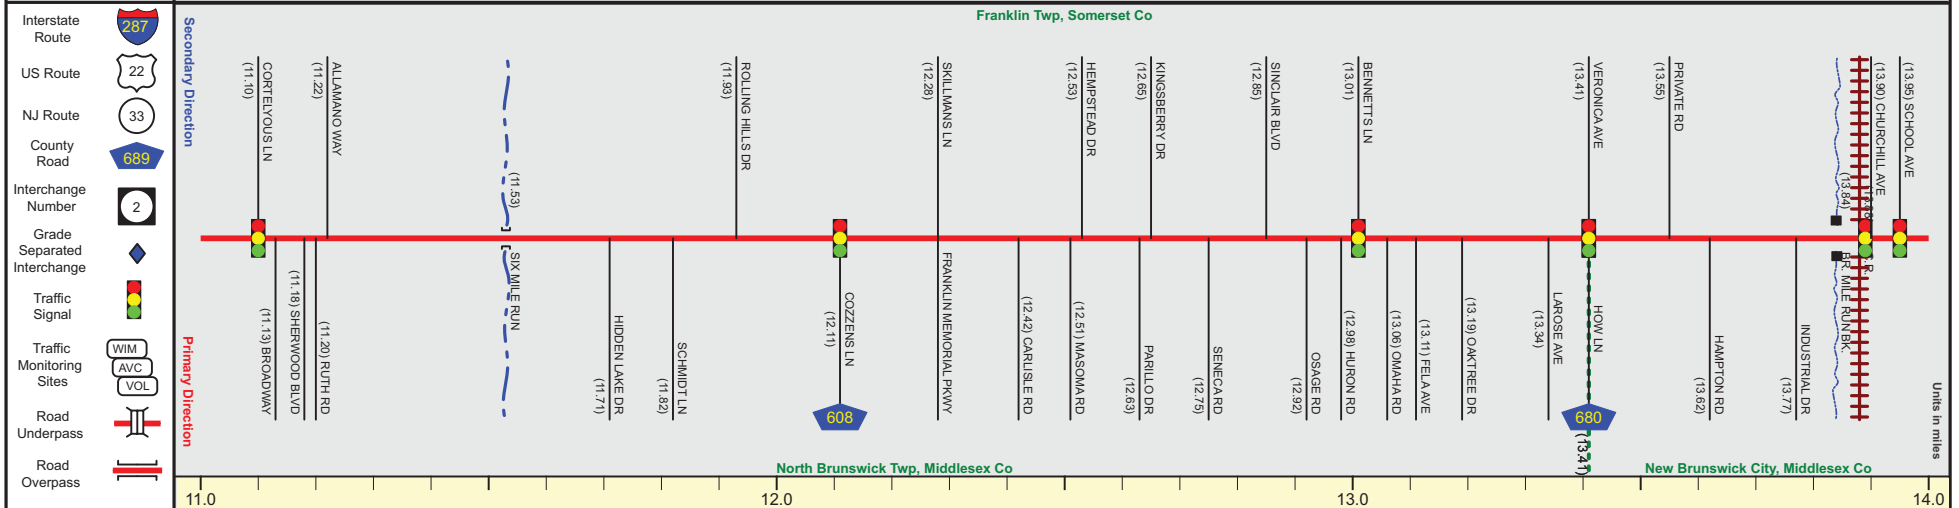 Interstate
Route
287
US Route
22
NJ Route
33
County
Road
689
Interchange
Number
2
Grade
Separated
Interchange
Traffic
Signal
Traffic
Monitoring
Sites
WIM
AVC
VOL
Road
Underpass
Road
Overpass
Secondary Direction
Primary Direction
Franklin Twp, Somerset Co
CORTELYOUS LN
(11.10)
ALLAMANO WAY
(11.22)
(11.53)
ROLLING HILLS DR
(11.93)
SKILLMANS LN
(12.28)
HEMPSTEAD DR
(12.53)
KINGSBERRY DR
(12.65)
SINCLAIR BLVD
(12.85)
BENNETTS LN
(13.01)
VERONICA AVE
(13.41)
PRIVATE RD
(13.55)
(13.84)
(13.90) CHURCHILL AVE
(13.95) SCHOOL AVE
(11.13) BROADWAY
(11.18) SHERWOOD BLVD
(11.20) RUTH RD
SIX MILE RUN
HIDDEN LAKE DR
(11.71)
SCHMIDT LN
(11.82)
COZZENS LN
(12.11)
608
FRANKLIN MEMORIAL PKWY
(12.42) CARLISLE RD
(12.51) MASOMA RD
PARILLO DR
(12.63)
SENECA RD
(12.75)
OSAGE RD
(12.92)
(12.98) HURON RD
(13.06) OMAHA RD
(13.11) FELA AVE
(13.19) OAKTREE DR
LAROSE AVE
(13.34)
HOW LN
680
(13.41)
HAMPTON RD
(13.62)
INDUSTRIAL DR
(13.77)
BR. MILE RUN BK.
Units in miles
North Brunswick Twp, Middlesex Co
New Brunswick City, Middlesex Co
11.0
12.0
13.0
14.0